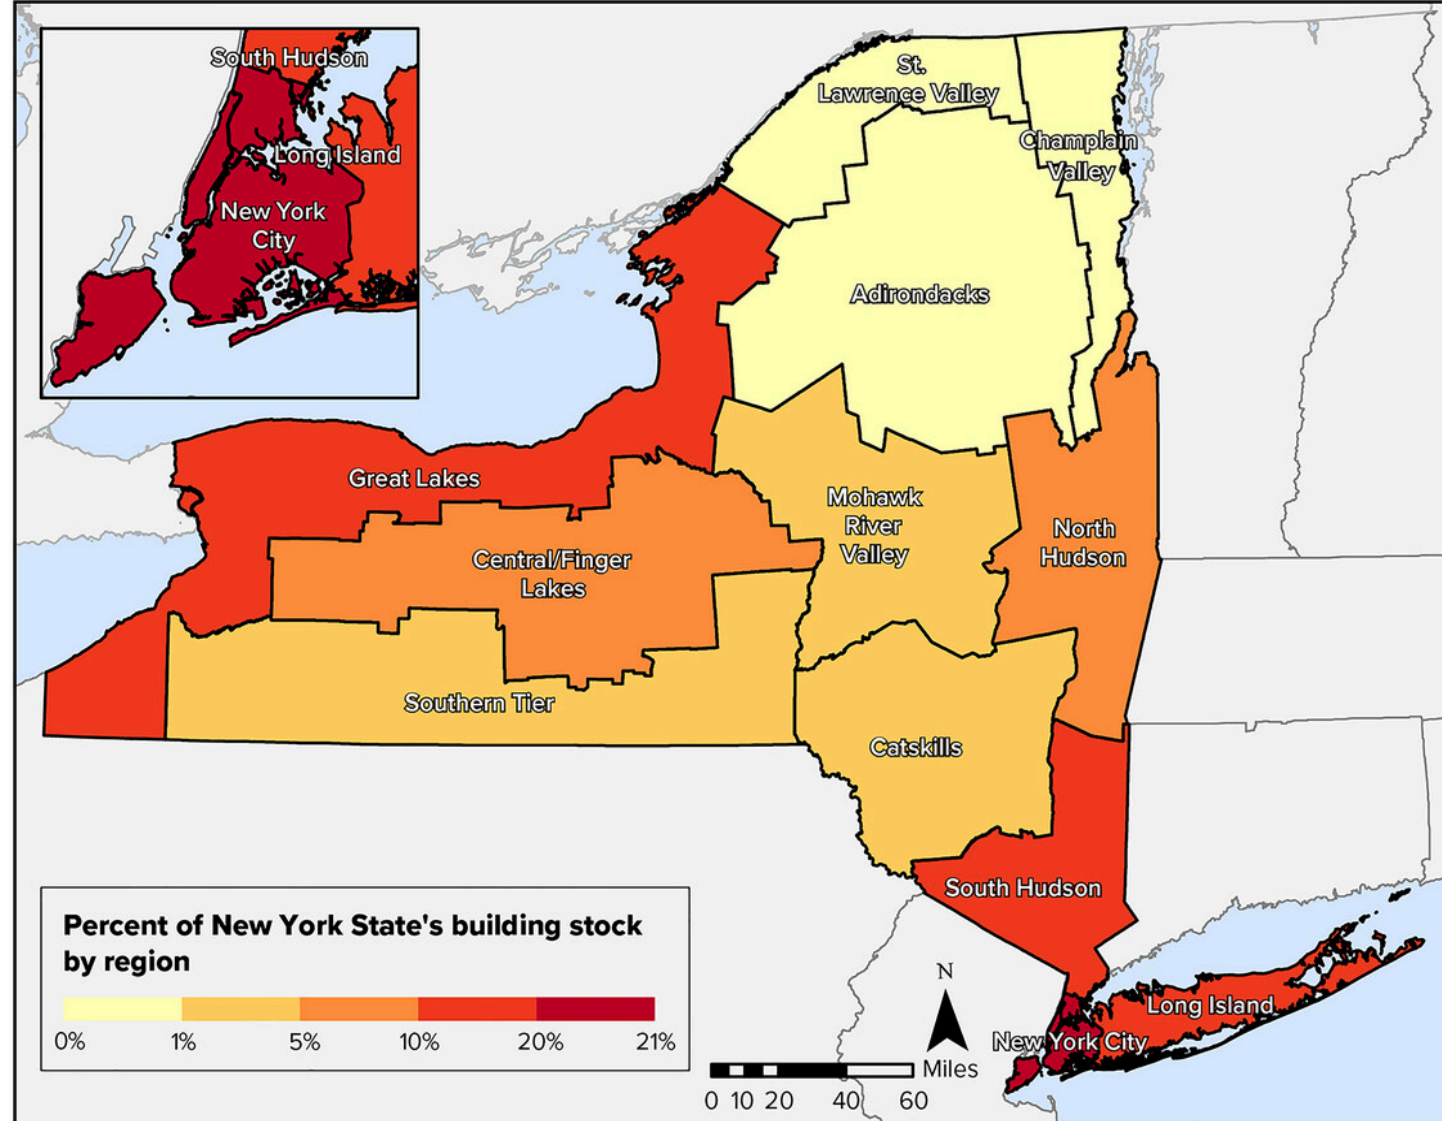 South Hudson
Long Island
New York
City
St.
Lawrence Valley
Champlain
Valley
Adirondacks
Great Lakes
Mohawk
River
Valley
North
Hudson
Central/Finger
Lakes
Southern Tier
Catskills
South Hudson
Long Island
New York City
Percent of New York State's building stock
by region
0% 1% 5% 10% 20% 21%
N
Miles
0 10 20 40 60